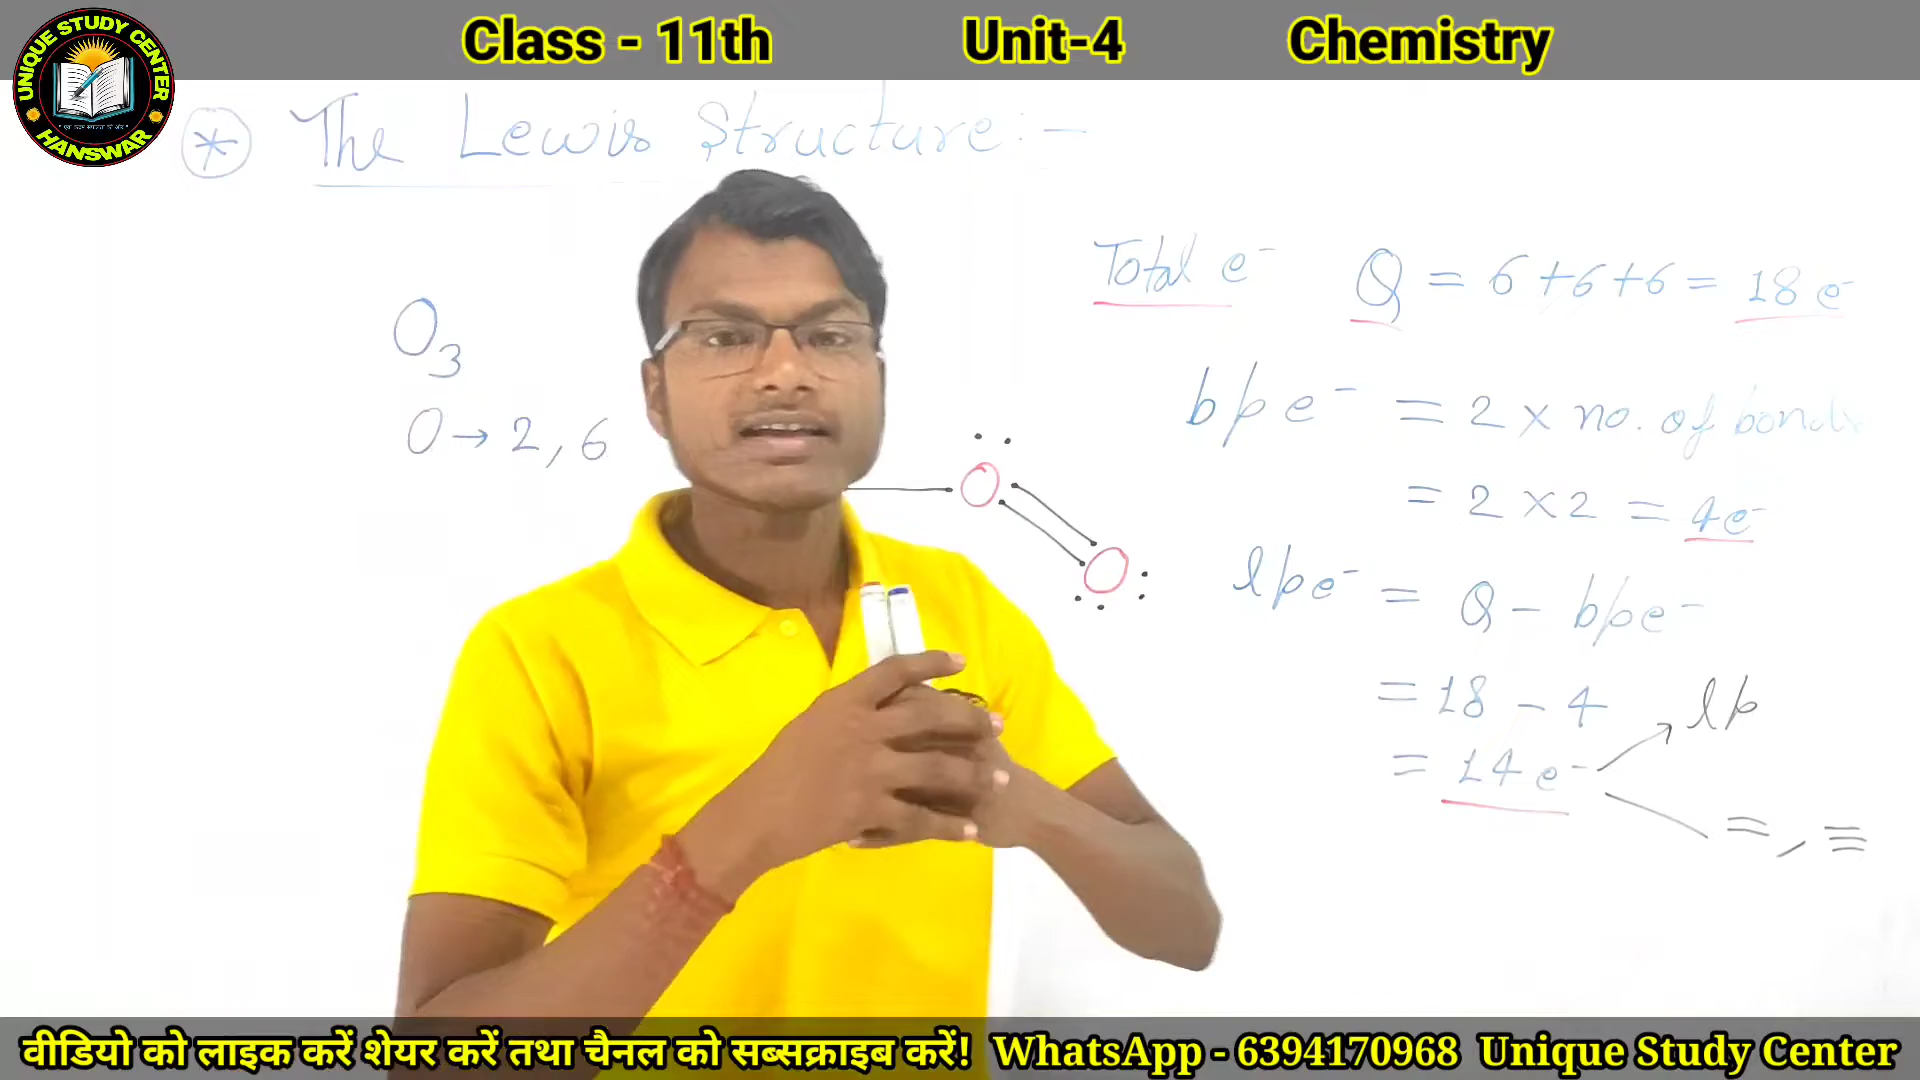 Class - 11th Unit-4 Chemistry
UNIQUE STUDY CENTER
HANSWAR
* The Lewis Structure:-
O3
O → 2, 6
O O
Total e- Q = 6+6+6 = 18 e-
bpe- = 2 × no. of bonds
= 2 × 2 = 4e-
lpe- = Q - bpe-
= 18 - 4
= 14 e-
lp
=, ≡
वीडियो को लाइक करें शेयर करें तथा चैनल को सब्सक्राइब करें! WhatsApp - 6394170968 Unique Study Center